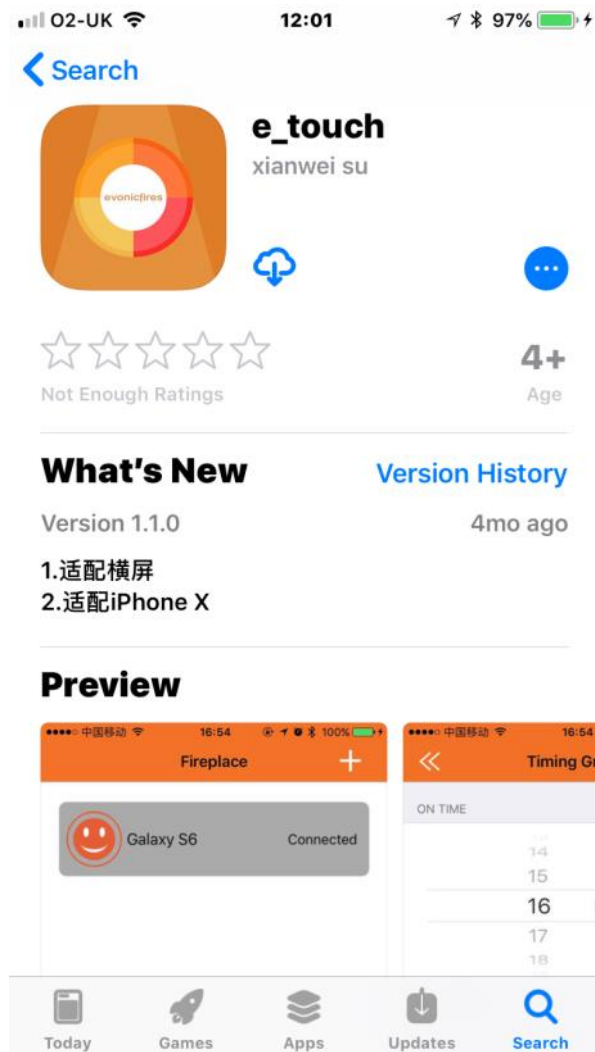 O2-UK 12:01 97%
Search
e_touch
xianwei su
evonicfires
Not Enough Ratings
4+
Age
What's New Version History
Version 1.1.0 4mo ago
1.适配横屏
2.适配iPhone X
Preview
中国移动 16:54 100%
Fireplace
Galaxy S6 Connected
中国移动 16:54
Timing Gr
ON TIME
14
15
16
17
18
Today Games Apps Updates Search